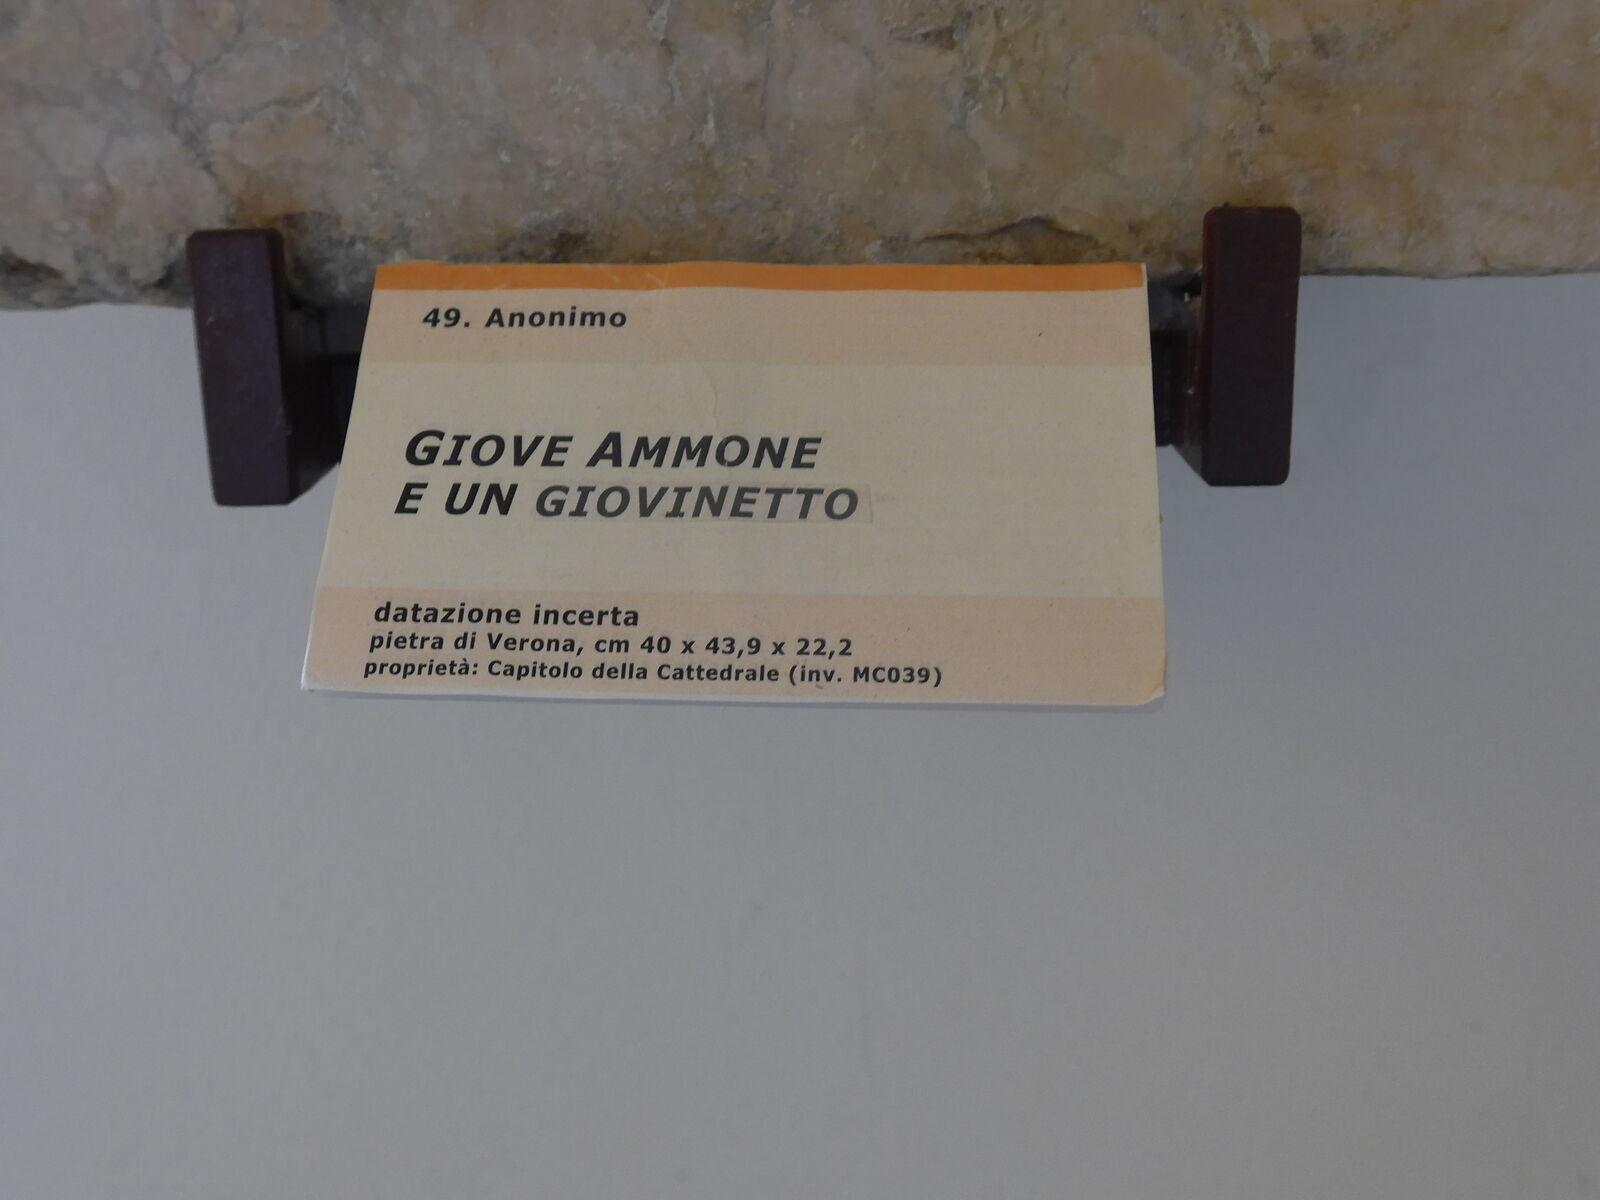 49. Anonimo
GIOVE AMMONE
E UN GIOVINETTO
datazione incerta
pietra di Verona, cm 40 x 43,9 x 22,2
proprietà: Capitolo della Cattedrale (inv. MC039)